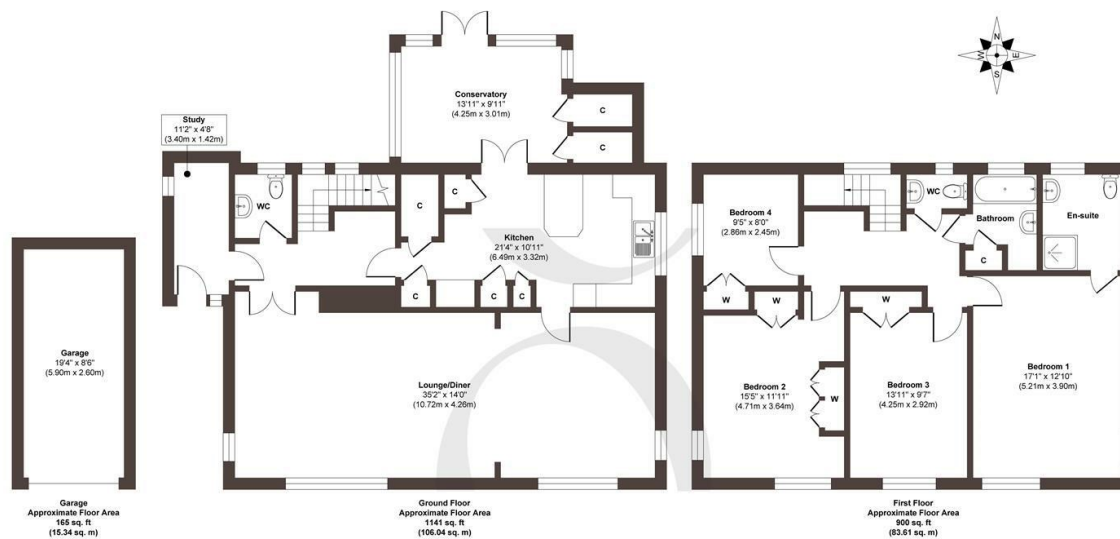 N
W
E
S
Conservatory
13'11" x 9'11"
(4.25m x 3.01m)
C
C
Study
11'2" x 4'8"
(3.40m x 1.42m)
WC
C
C
Kitchen
21'4" x 10'11"
(6.49m x 3.32m)
C
C
C
Lounge/Diner
35'2" x 14'0"
(10.72m x 4.26m)
Garage
19'4" x 8'6"
(5.90m x 2.60m)
Bedroom 4
9'5" x 8'0"
(2.86m x 2.45m)
WC
Bathroom
C
En-suite
W
W
W
W
Bedroom 2
15'5" x 11'11"
(4.71m x 3.64m)
Bedroom 3
13'11" x 9'7"
(4.25m x 2.92m)
Bedroom 1
17'1" x 12'10"
(5.21m x 3.90m)
Garage
Approximate Floor Area
165 sq. ft
(15.34 sq. m)
Ground Floor
Approximate Floor Area
1141 sq. ft
(106.04 sq. m)
First Floor
Approximate Floor Area
900 sq. ft
(83.61 sq. m)